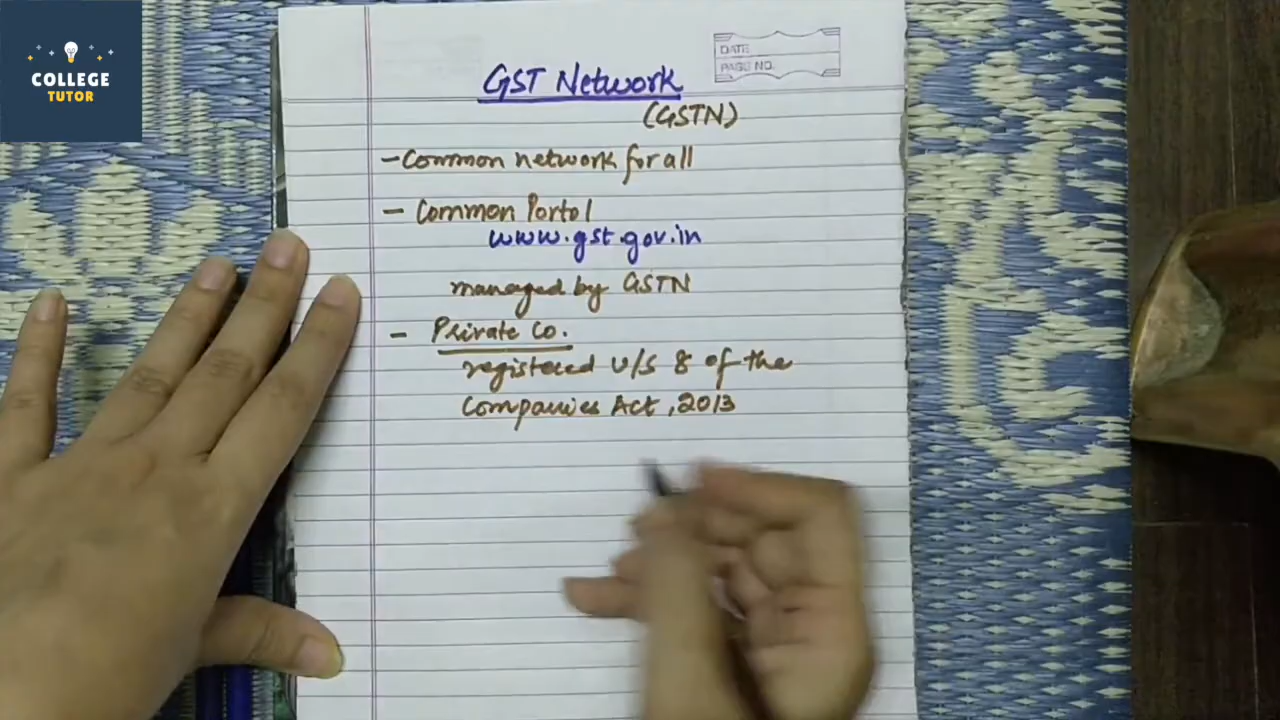 COLLEGE
TUTOR
DATE
PAGE NO.
GST Network
(GSTN)
- Common network for all
- Common Portal
www.gst.gov.in
managed by GSTN
- Private Co.
registered U/S 8 of the
Companies Act, 2013